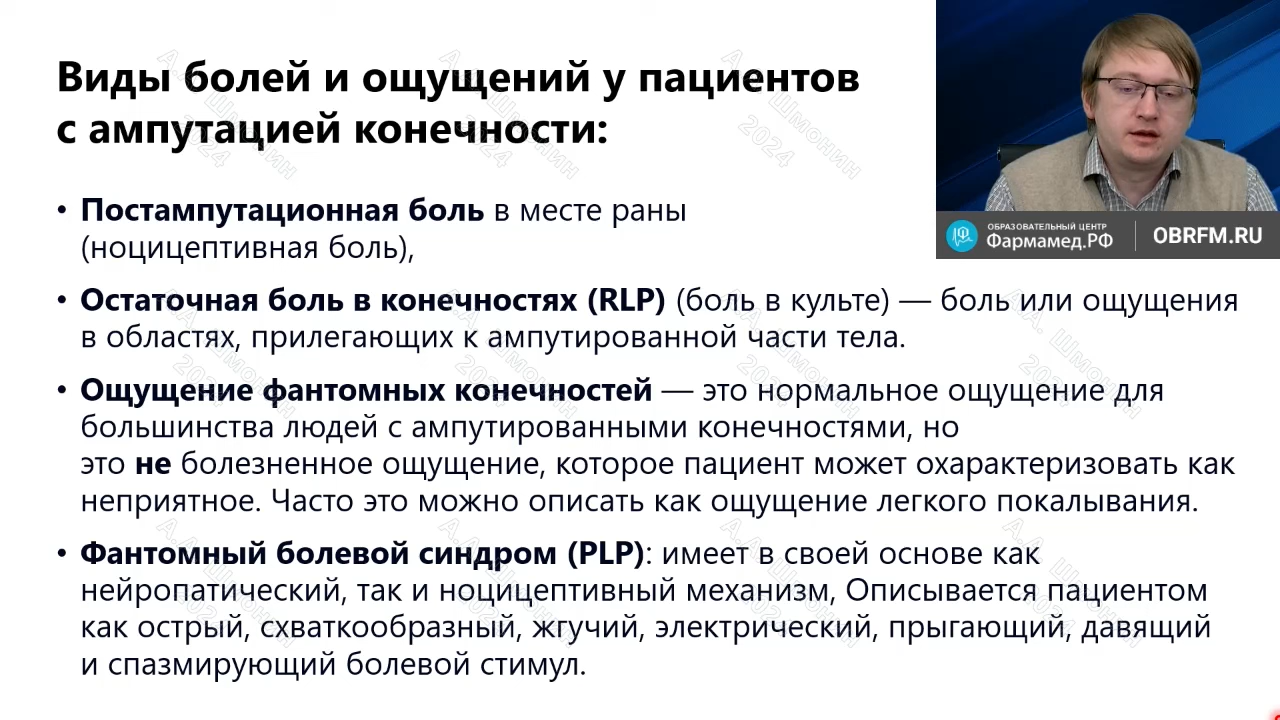 Виды болей и ощущений у пациентов
с ампутацией конечности:
• Постампутационная боль в месте раны
(ноцицептивная боль),
• Остаточная боль в конечностях (RLP) (боль в культе) — боль или ощущения
в областях, прилегающих к ампутированной части тела.
• Ощущение фантомных конечностей — это нормальное ощущение для
большинства людей с ампутированными конечностями, но
это не болезненное ощущение, которое пациент может охарактеризовать как
неприятное. Часто это можно описать как ощущение легкого покалывания.
• Фантомный болевой синдром (PLP): имеет в своей основе как
нейропатический, так и ноцицептивный механизм, Описывается пациентом
как острый, схваткообразный, жгучий, электрический, прыгающий, давящий
и спазмирующий болевой стимул.
ОБРАЗОВАТЕЛЬНЫЙ ЦЕНТР
Фармамед.РФ
OBRFM.RU
А.А. Шмонин
2024